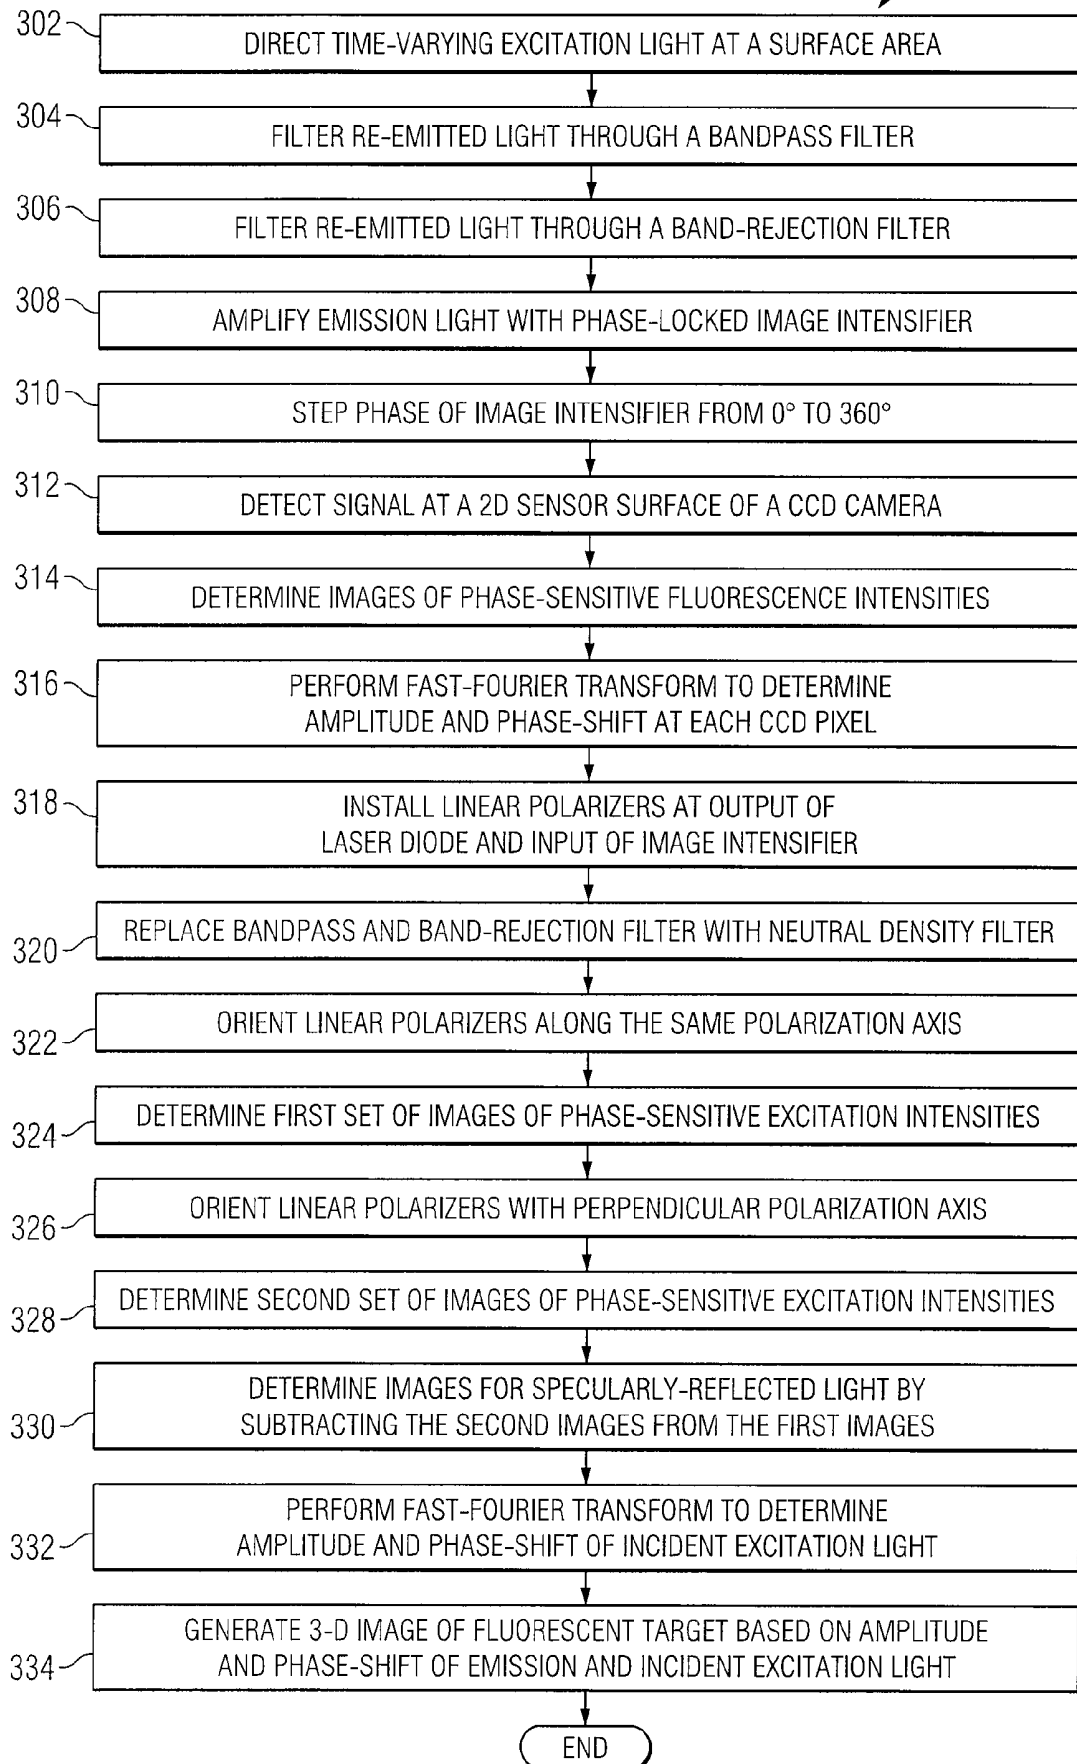 302
DIRECT TIME-VARYING EXCITATION LIGHT AT A SURFACE AREA
304
FILTER RE-EMITTED LIGHT THROUGH A BANDPASS FILTER
306
FILTER RE-EMITTED LIGHT THROUGH A BAND-REJECTION FILTER
308
AMPLIFY EMISSION LIGHT WITH PHASE-LOCKED IMAGE INTENSIFIER
310
STEP PHASE OF IMAGE INTENSIFIER FROM 0° TO 360°
312
DETECT SIGNAL AT A 2D SENSOR SURFACE OF A CCD CAMERA
314
DETERMINE IMAGES OF PHASE-SENSITIVE FLUORESCENCE INTENSITIES
316
PERFORM FAST-FOURIER TRANSFORM TO DETERMINE
AMPLITUDE AND PHASE-SHIFT AT EACH CCD PIXEL
318
INSTALL LINEAR POLARIZERS AT OUTPUT OF
LASER DIODE AND INPUT OF IMAGE INTENSIFIER
320
REPLACE BANDPASS AND BAND-REJECTION FILTER WITH NEUTRAL DENSITY FILTER
322
ORIENT LINEAR POLARIZERS ALONG THE SAME POLARIZATION AXIS
324
DETERMINE FIRST SET OF IMAGES OF PHASE-SENSITIVE EXCITATION INTENSITIES
326
ORIENT LINEAR POLARIZERS WITH PERPENDICULAR POLARIZATION AXIS
328
DETERMINE SECOND SET OF IMAGES OF PHASE-SENSITIVE EXCITATION INTENSITIES
330
DETERMINE IMAGES FOR SPECULARLY-REFLECTED LIGHT BY
SUBTRACTING THE SECOND IMAGES FROM THE FIRST IMAGES
332
PERFORM FAST-FOURIER TRANSFORM TO DETERMINE
AMPLITUDE AND PHASE-SHIFT OF INCIDENT EXCITATION LIGHT
334
GENERATE 3-D IMAGE OF FLUORESCENT TARGET BASED ON AMPLITUDE
AND PHASE-SHIFT OF EMISSION AND INCIDENT EXCITATION LIGHT
END